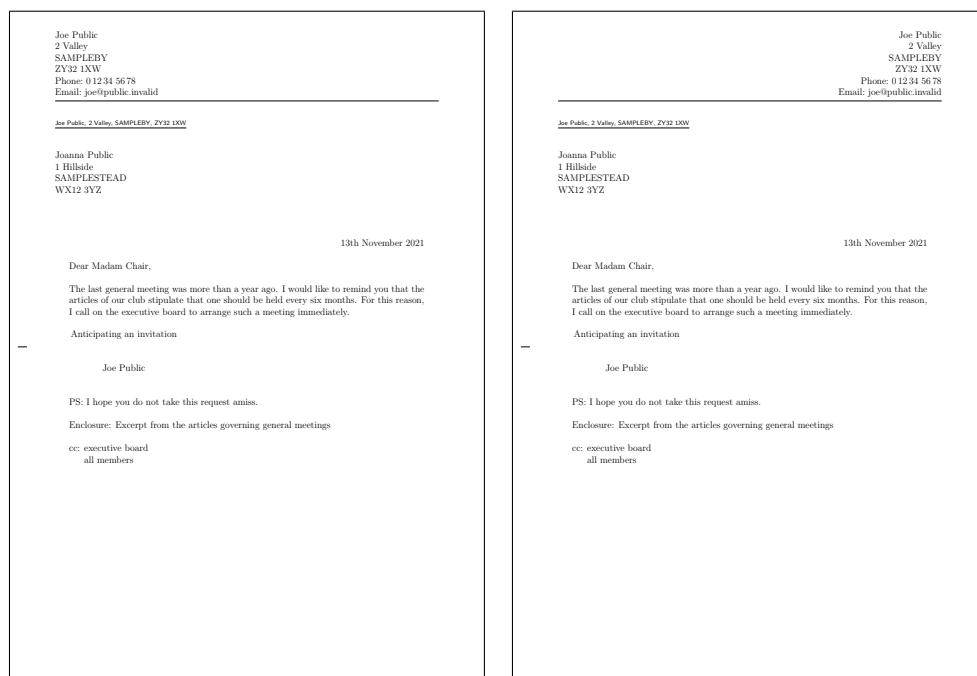 Joe Public
2 Valley
SAMPLEBY
ZY32 1XW
Phone: 0 12 34 56 78
Email: joe@public.invalid
Joe Public, 2 Valley, SAMPLEBY, ZY32 1XW
Joanna Public
1 Hillside
SAMPLESTEAD
WX12 3YZ
13th November 2021
Dear Madam Chair,
The last general meeting was more than a year ago. I would like to remind you that the
articles of our club stipulate that one should be held every six months. For this reason,
I call on the executive board to arrange such a meeting immediately.
Anticipating an invitation
Joe Public
PS: I hope you do not take this request amiss.
Enclosure: Excerpt from the articles governing general meetings
cc: executive board
all members
Joe Public
2 Valley
SAMPLEBY
ZY32 1XW
Phone: 0 12 34 56 78
Email: joe@public.invalid
Joe Public, 2 Valley, SAMPLEBY, ZY32 1XW
Joanna Public
1 Hillside
SAMPLESTEAD
WX12 3YZ
13th November 2021
Dear Madam Chair,
The last general meeting was more than a year ago. I would like to remind you that the
articles of our club stipulate that one should be held every six months. For this reason,
I call on the executive board to arrange such a meeting immediately.
Anticipating an invitation
Joe Public
PS: I hope you do not take this request amiss.
Enclosure: Excerpt from the articles governing general meetings
cc: executive board
all members